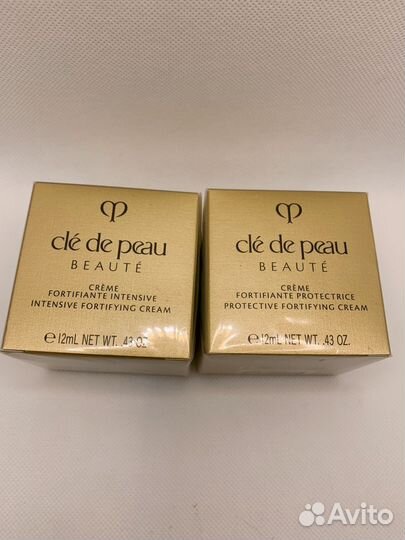 clé de peau
BEAUTÉ
CRÈME
FORTIFIANTE INTENSIVE
INTENSIVE FORTIFYING CREAM
e 12mL NET WT. .43 OZ.
clé de peau
BEAUTÉ
CRÈME
FORTIFIANTE PROTECTRICE
PROTECTIVE FORTIFYING CREAM
e 12mL NET WT. .43 OZ.
Avito